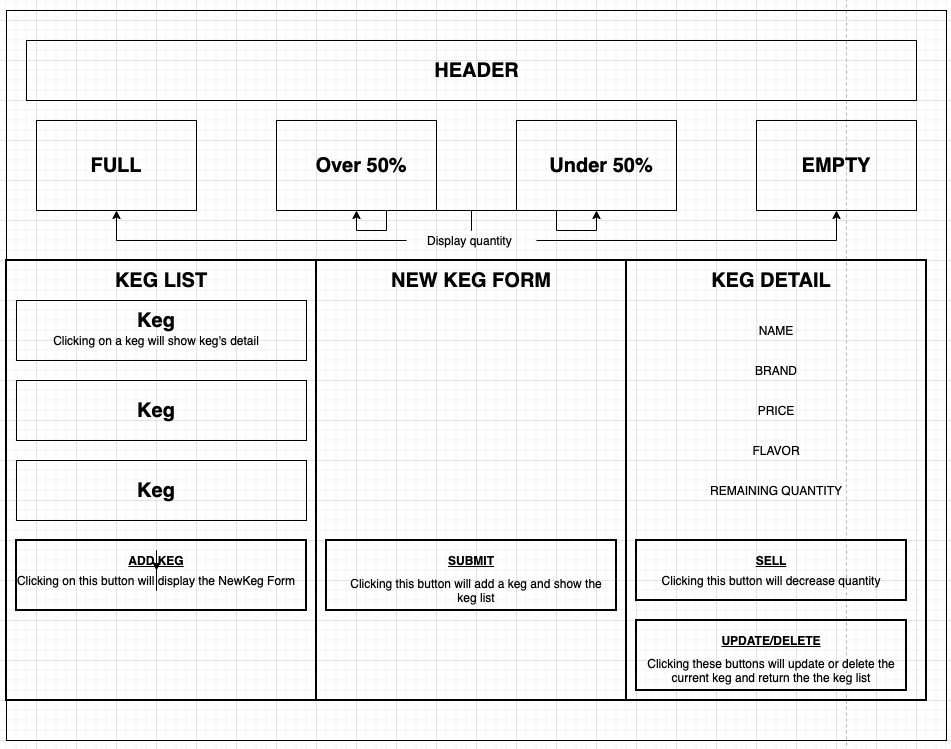 HEADER
FULL
Over 50%
Under 50%
EMPTY
Display quantity
KEG LIST
Keg
Clicking on a keg will show keg's detail
Keg
Keg
ADD KEG
Clicking on this button will display the NewKeg Form
NEW KEG FORM
SUBMIT
Clicking this button will add a keg and show the
keg list
KEG DETAIL
NAME
BRAND
PRICE
FLAVOR
REMAINING QUANTITY
SELL
Clicking this button will decrease quantity
UPDATE/DELETE
Clicking these buttons will update or delete the
current keg and return the the keg list